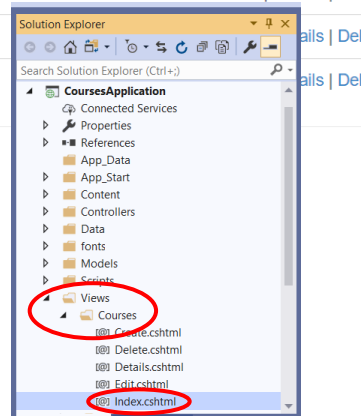 Solution Explorer
ails | Del
Search Solution Explorer (Ctrl+;)
ails | Del
CoursesApplication
Connected Services
Properties
References
App_Data
App_Start
Content
Controllers
Data
fonts
Models
Scripts
Views
Courses
Create.cshtml
Delete.cshtml
Details.cshtml
Edit.cshtml
Index.cshtml